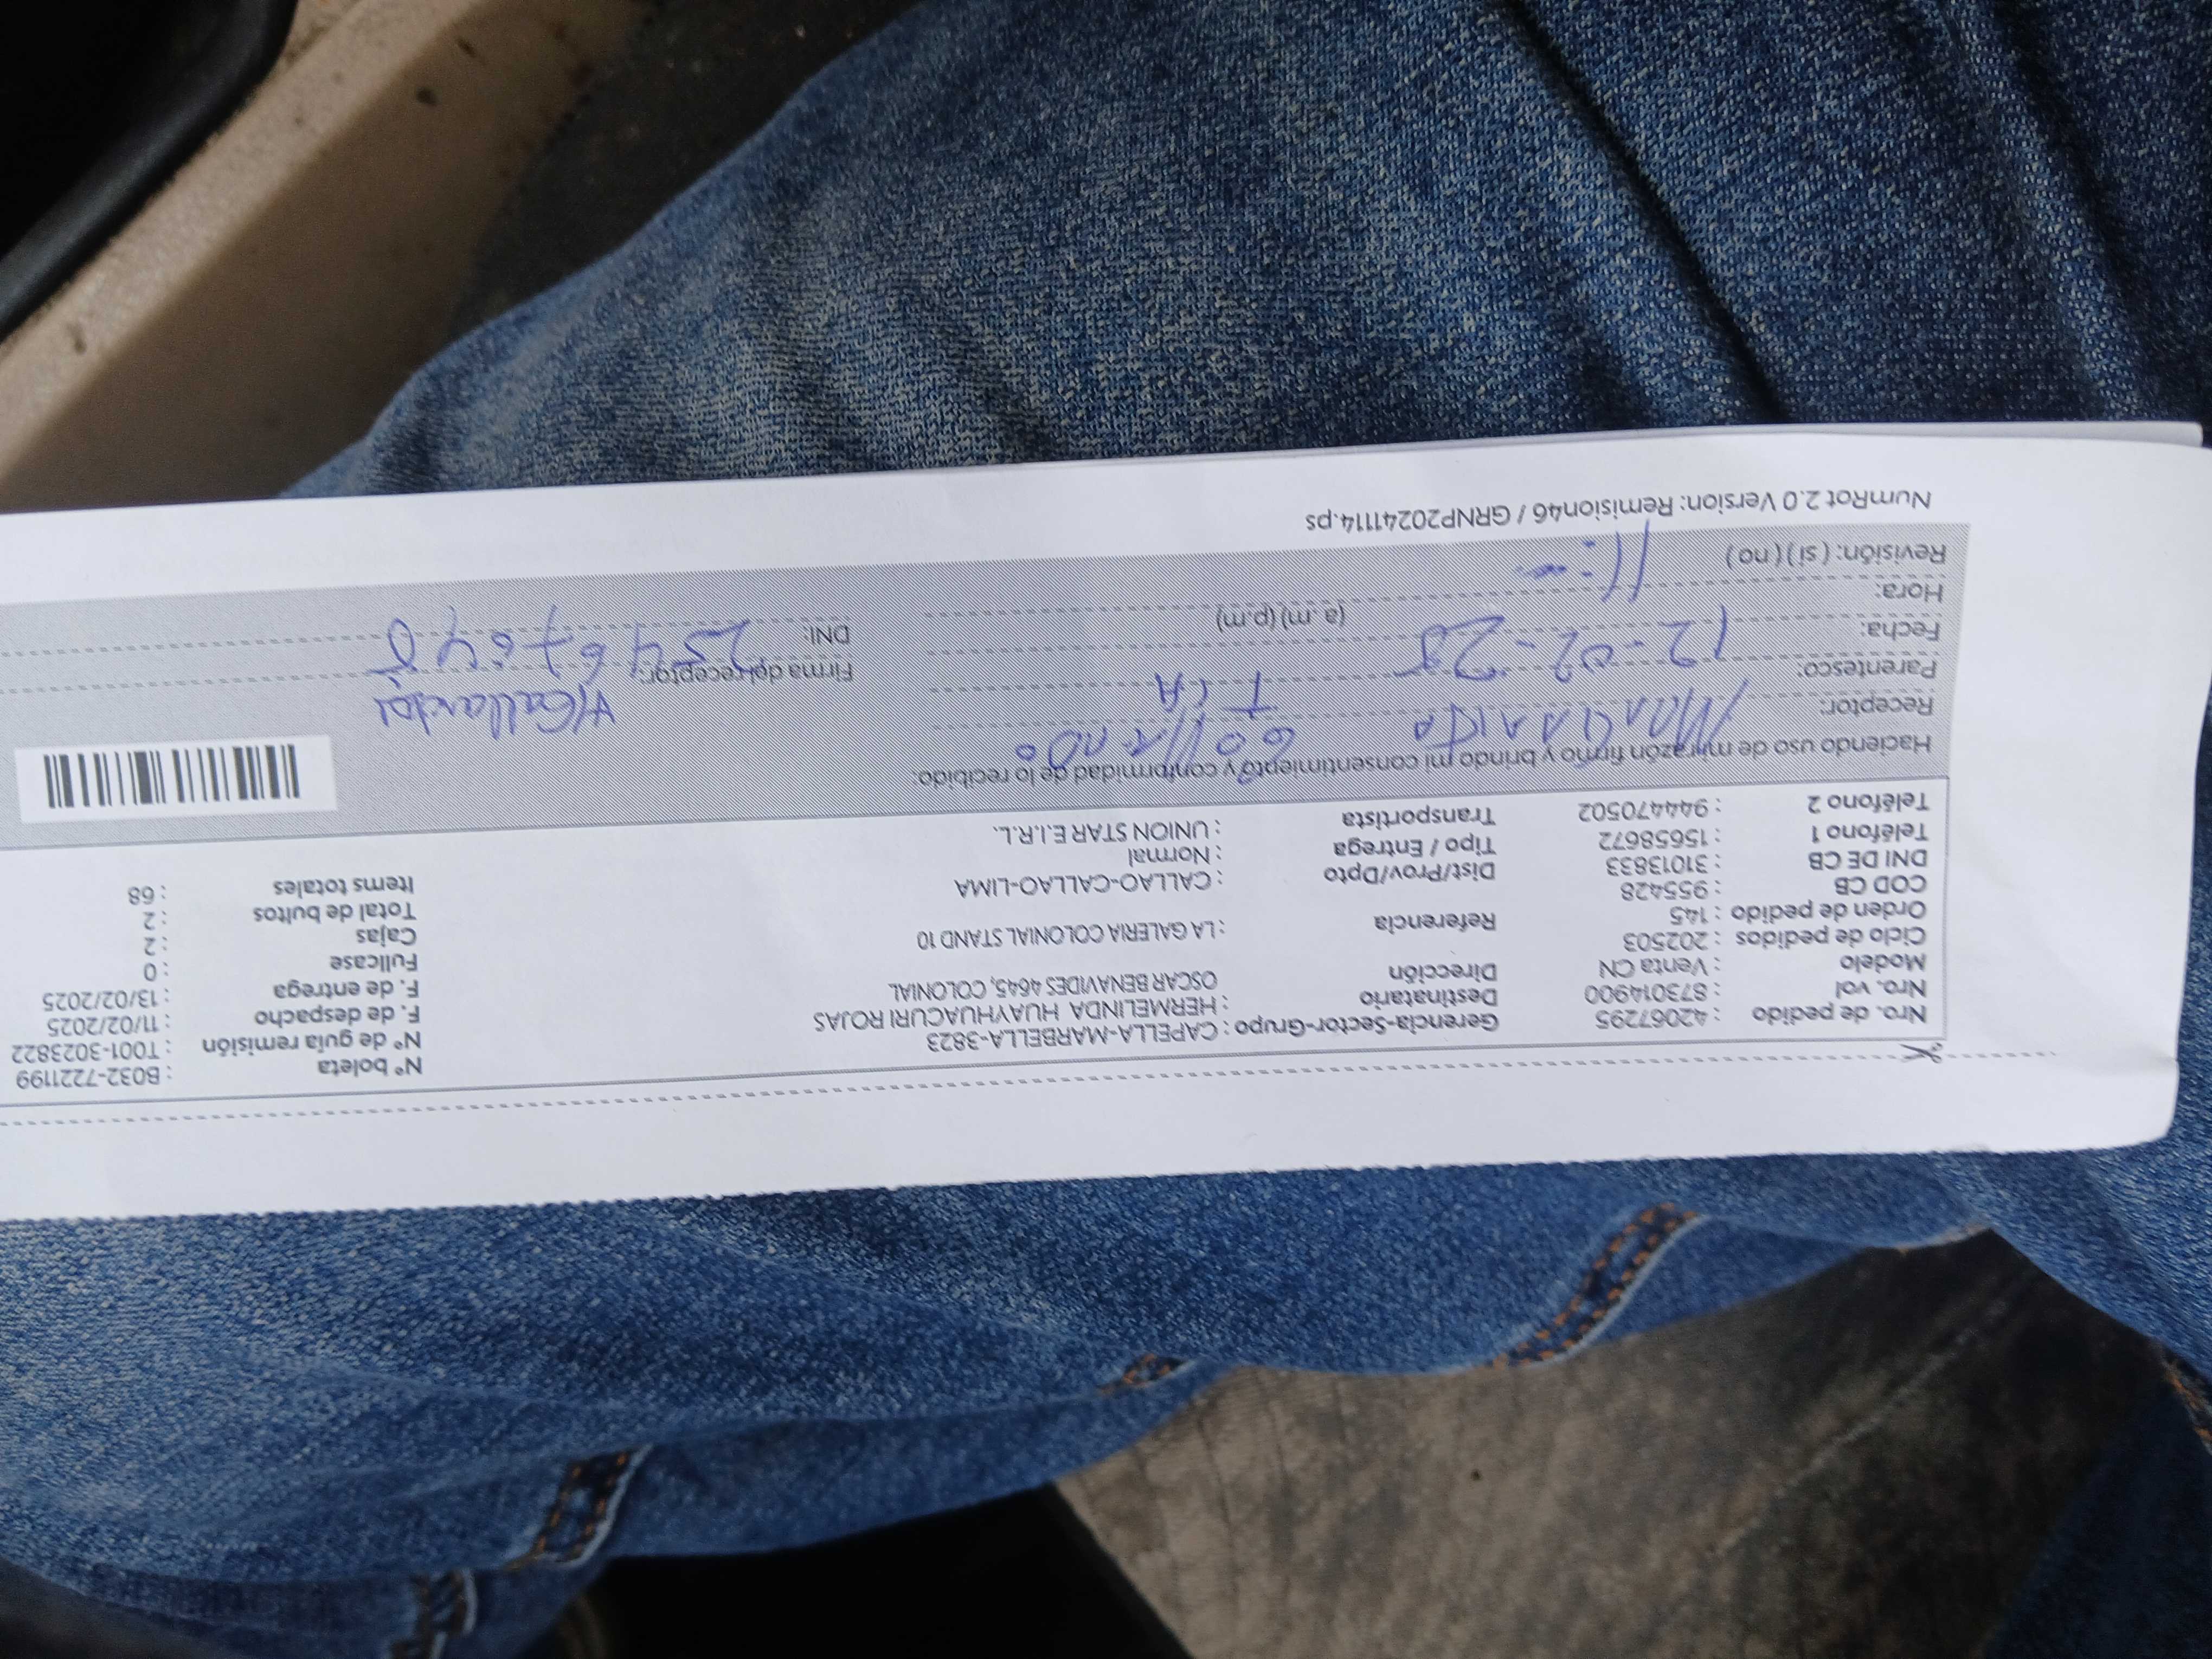 Nro. de pedido : 42067295 Gerencia-Sector-Grupo : CAPELLA-MARBELLA-3823 N° boleta : B032-7221199
Nro. vol : 873014900 Destinatario : HERMELINDA HUAYHUACURI ROJAS N° de guia remisión : T001-3023822
Modelo : Venta CN Dirección OSCAR BENAVIDES 4645, COLONIAL F. de despacho : 11/02/2025
Ciclo de pedidos : 202503 F. de entrega : 13/02/2025
Orden de pedido : 145 Referencia : LA GALERIA COLONIAL STAND 10 Fullcase : 0
COD CB : 955428 Cajas : 2
DNI DE CB : 31013833 Dist/Prov/Dpto : CALLAO-CALLAO-LIMA Total de bultos : 2
Teléfono 1 : 15658672 Tipo / Entrega : Normal Items totales : 68
Teléfono 2 : 944470502 Transportista : UNION STAR E.I.R.L.
Haciendo uso de mi razón firmo y brindo mi consentimiento y conformidad de lo recibido:
Receptor:
Parentesco: TIA Firma del receptor:
Fecha: 12-02-25 DNI: 25467640
Hora: 11: (a .m) (p.m)
Revisión: ( si ) ( no )
NumRot 2.0 Version: Remision46 / GRNP20241114.ps